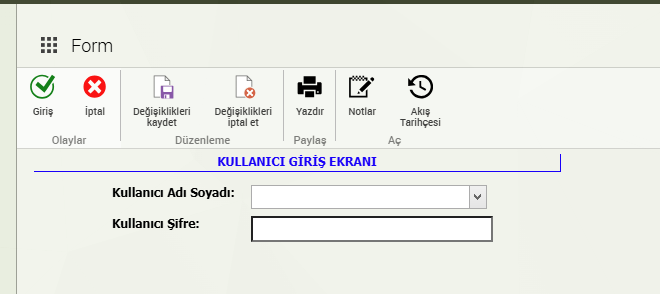 Form
Giriş
İptal
Değişiklikleri
kaydet
Değişiklikleri
iptal et
Yazdır
Notlar
Akış
Tarihçesi
Olaylar
Düzenleme
Paylaş
Aç
KULLANICI GİRİŞ EKRANI
Kullanıcı Adı Soyadı:
Kullanıcı Şifre: